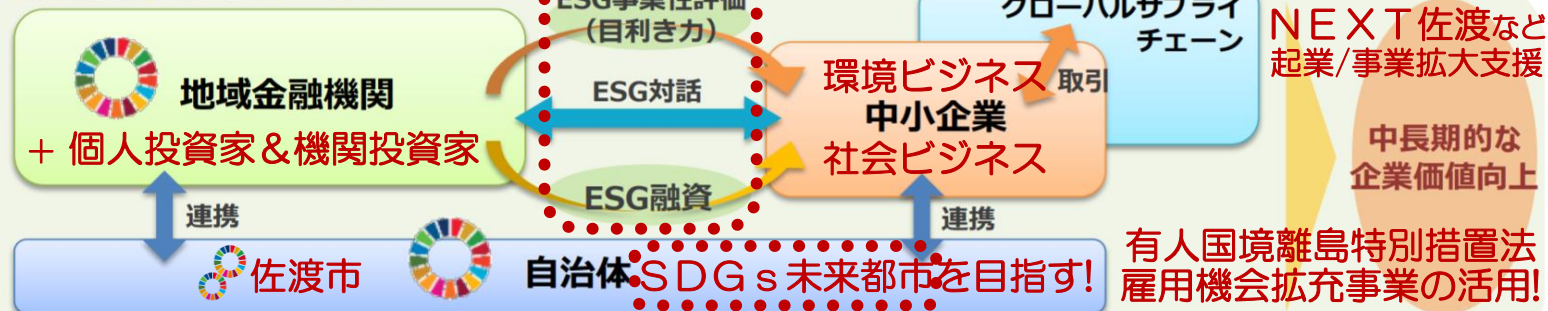 ESG事業性評価
(目利き力)
グローバルサプライ
チェーン
NEXT佐渡など
起業/事業拡大支援
地域金融機関
+ 個人投資家&機関投資家
ESG対話
環境ビジネス
中小企業
社会ビジネス
取引
中長期的な
企業価値向上
ESG融資
連携
連携
佐渡市
自治体
SDGs未来都市を目指す!
有人国境離島特別措置法
雇用機会拡充事業の活用!